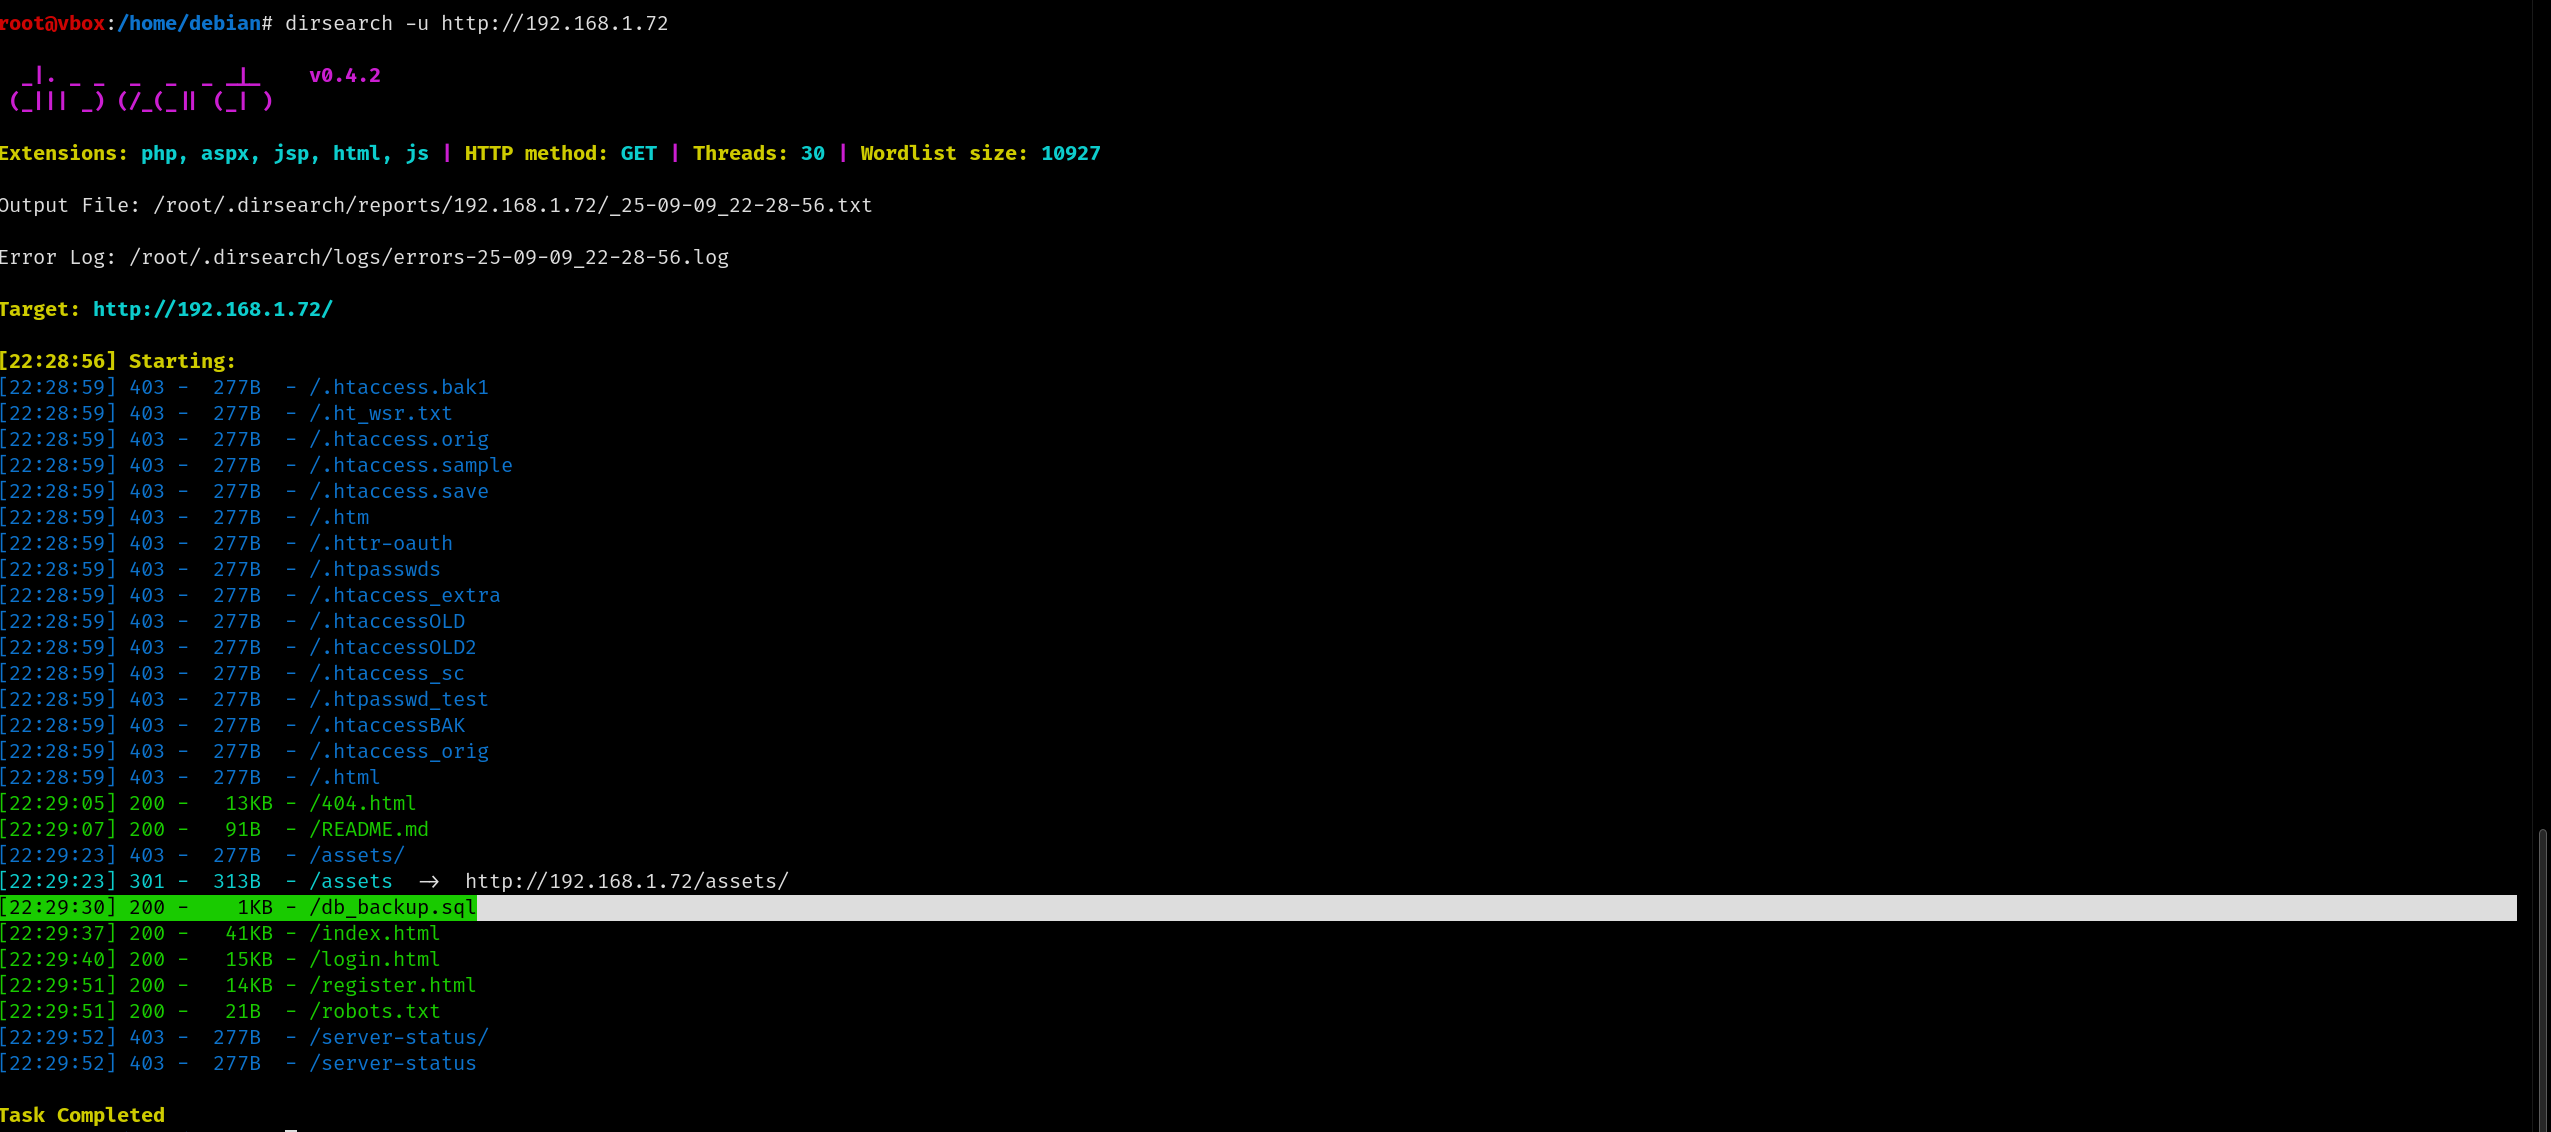 root@vbox:/home/debian# dirsearch -u http://192.168.1.72
  _|. _ _  _  _  _ _|_    v0.4.2
 (_||| _) (/_(_|| (_| )
Extensions: php, aspx, jsp, html, js | HTTP method: GET | Threads: 30 | Wordlist size: 10927
Output File: /root/.dirsearch/reports/192.168.1.72/_25-09-09_22-28-56.txt
Error Log: /root/.dirsearch/logs/errors-25-09-09_22-28-56.log
Target: http://192.168.1.72/
[22:28:56] Starting:
[22:28:59] 403 -  277B  - /.htaccess.bak1
[22:28:59] 403 -  277B  - /.ht_wsr.txt
[22:28:59] 403 -  277B  - /.htaccess.orig
[22:28:59] 403 -  277B  - /.htaccess.sample
[22:28:59] 403 -  277B  - /.htaccess.save
[22:28:59] 403 -  277B  - /.htm
[22:28:59] 403 -  277B  - /.httr-oauth
[22:28:59] 403 -  277B  - /.htpasswds
[22:28:59] 403 -  277B  - /.htaccess_extra
[22:28:59] 403 -  277B  - /.htaccessOLD
[22:28:59] 403 -  277B  - /.htaccessOLD2
[22:28:59] 403 -  277B  - /.htaccess_sc
[22:28:59] 403 -  277B  - /.htpasswd_test
[22:28:59] 403 -  277B  - /.htaccessBAK
[22:28:59] 403 -  277B  - /.htaccess_orig
[22:28:59] 403 -  277B  - /.html
[22:29:05] 200 -   13KB - /404.html
[22:29:07] 200 -   91B  - /README.md
[22:29:23] 403 -  277B  - /assets/
[22:29:23] 301 -  313B  - /assets  ->  http://192.168.1.72/assets/
[22:29:30] 200 -    1KB - /db_backup.sql
[22:29:37] 200 -   41KB - /index.html
[22:29:40] 200 -   15KB - /login.html
[22:29:51] 200 -   14KB - /register.html
[22:29:51] 200 -   21B  - /robots.txt
[22:29:52] 403 -  277B  - /server-status/
[22:29:52] 403 -  277B  - /server-status
Task Completed